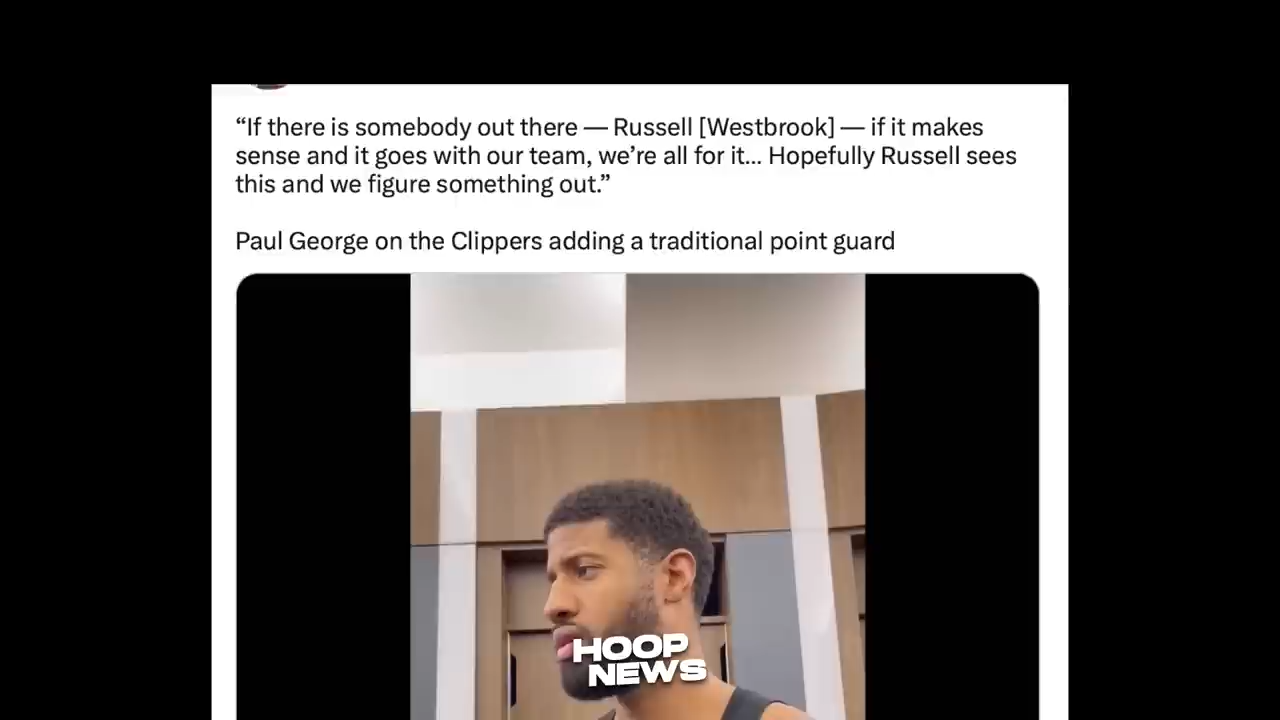 “If there is somebody out there — Russell [Westbrook] — if it makes
sense and it goes with our team, we’re all for it... Hopefully Russell sees
this and we figure something out.”
Paul George on the Clippers adding a traditional point guard
HOOP
NEWS